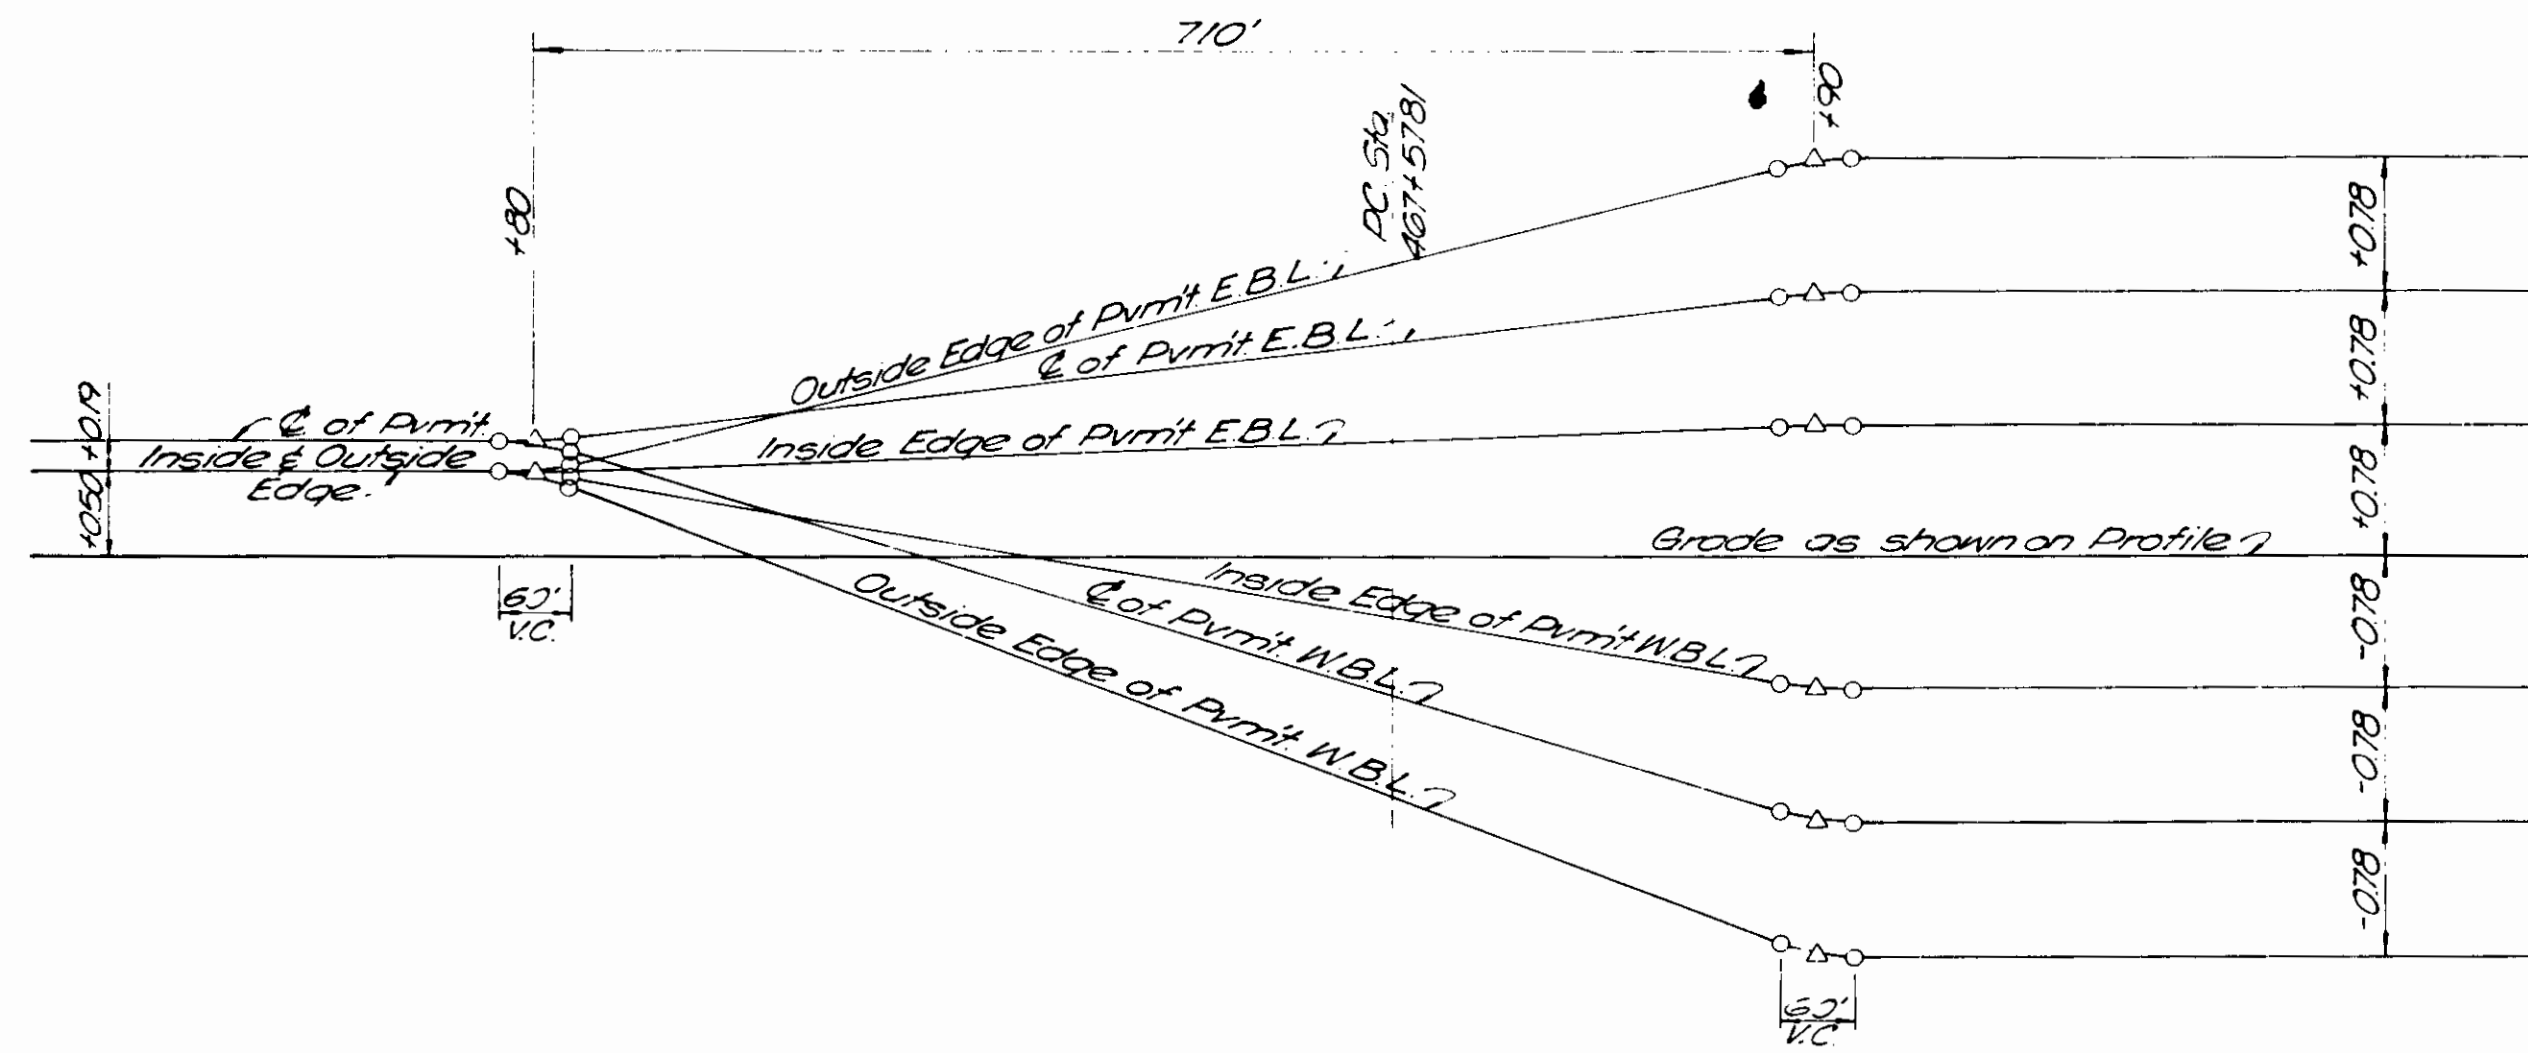 710'
+80
P.C. Sta.
467+57.81
+90
Outside Edge of Pvm't. E.B.L.
℄ of Pvm't. E.B.L.
Inside Edge of Pvm't. E.B.L.
℄ of Pvm't.
Inside & Outside
Edge.
+0.19
+0.50
Grade as shown on Profile
Inside Edge of Pvm't. W.B.L.
℄ of Pvm't. W.B.L.
Outside Edge of Pvm't. W.B.L.
60'
V.C.
60'
V.C.
+0.78
+0.78
+0.78
-0.78
-0.78
-0.78